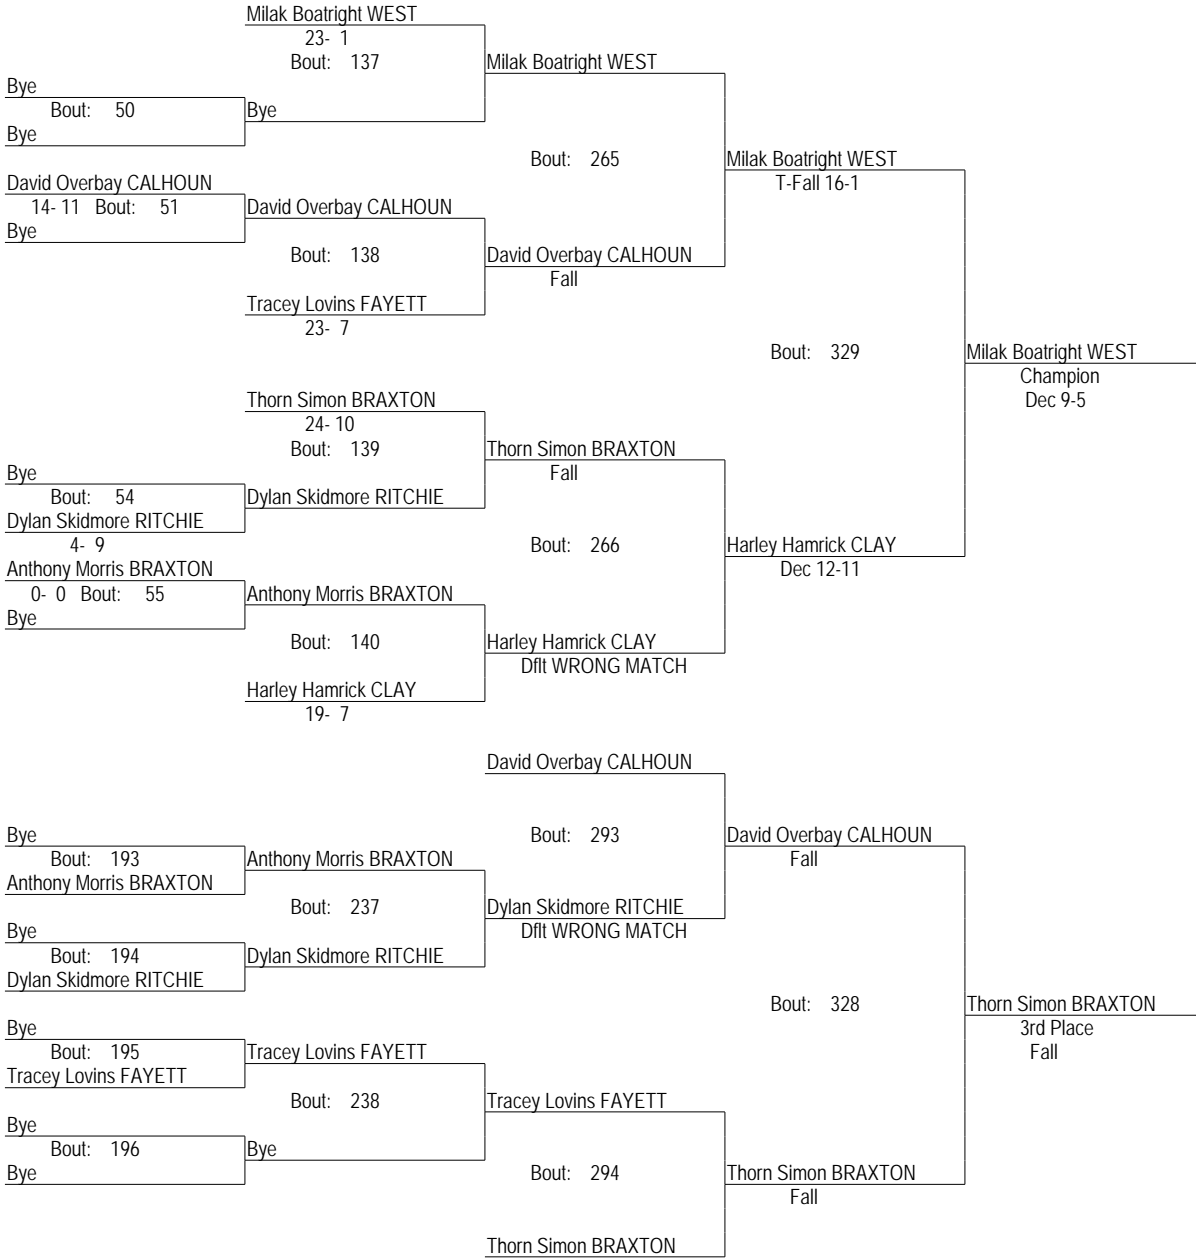 Milak Boatright WEST
23- 1
Bout: 137
Milak Boatright WEST
Bye
Bout: 50
Bye
Bye
Bout: 265
Milak Boatright WEST
T-Fall 16-1
David Overbay CALHOUN
14- 11 Bout: 51
David Overbay CALHOUN
Bye
Bout: 138
David Overbay CALHOUN
Fall
Tracey Lovins FAYETT
23- 7
Bout: 329
Milak Boatright WEST
Champion
Dec 9-5
Thorn Simon BRAXTON
24- 10
Bout: 139
Thorn Simon BRAXTON
Fall
Bye
Bout: 54
Dylan Skidmore RITCHIE
Dylan Skidmore RITCHIE
4- 9
Bout: 266
Harley Hamrick CLAY
Dec 12-11
Anthony Morris BRAXTON
0- 0 Bout: 55
Anthony Morris BRAXTON
Bye
Bout: 140
Harley Hamrick CLAY
Dflt WRONG MATCH
Harley Hamrick CLAY
19- 7
David Overbay CALHOUN
Bye
Bout: 193
Anthony Morris BRAXTON
Anthony Morris BRAXTON
Bout: 293
David Overbay CALHOUN
Fall
Bout: 237
Dylan Skidmore RITCHIE
Dflt WRONG MATCH
Bye
Bout: 194
Dylan Skidmore RITCHIE
Dylan Skidmore RITCHIE
Bout: 328
Thorn Simon BRAXTON
3rd Place
Fall
Bye
Bout: 195
Tracey Lovins FAYETT
Tracey Lovins FAYETT
Bout: 238
Tracey Lovins FAYETT
Bye
Bout: 196
Bye
Bye
Bout: 294
Thorn Simon BRAXTON
Fall
Thorn Simon BRAXTON